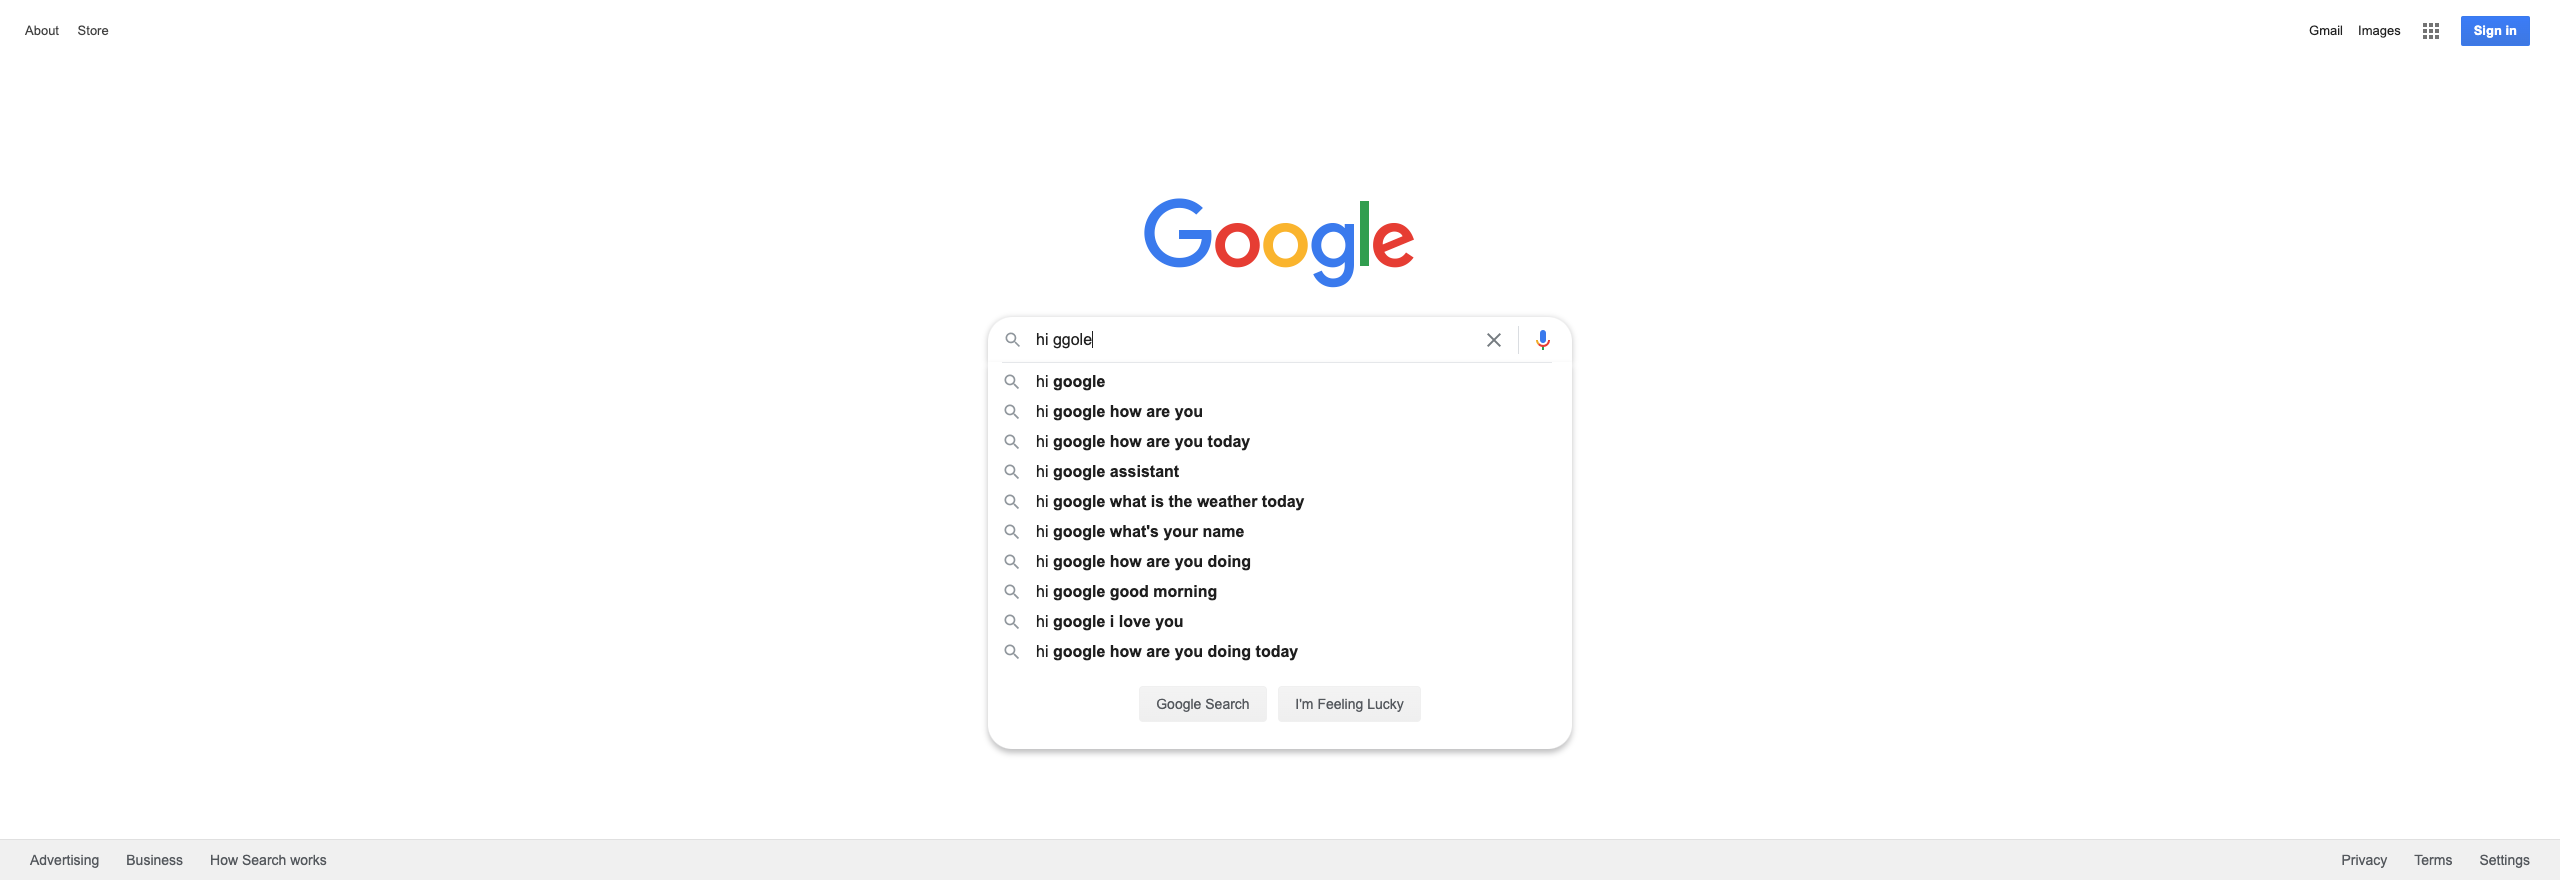 About Store
Gmail Images Sign in
Google
hi ggole
hi google
hi google how are you
hi google how are you today
hi google assistant
hi google what is the weather today
hi google what's your name
hi google how are you doing
hi google good morning
hi google i love you
hi google how are you doing today
Google Search I'm Feeling Lucky
Advertising Business How Search works
Privacy Terms Settings